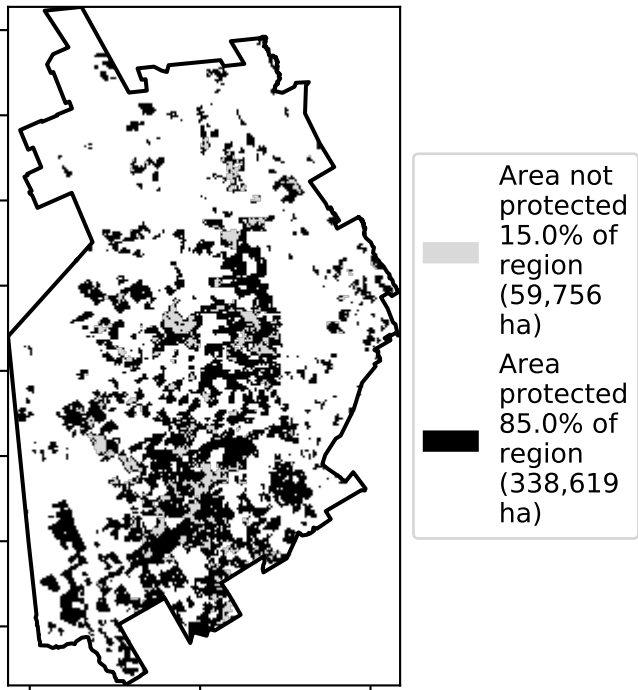 Area not
protected
15.0% of
region
(59,756
ha)
Area
protected
85.0% of
region
(338,619
ha)